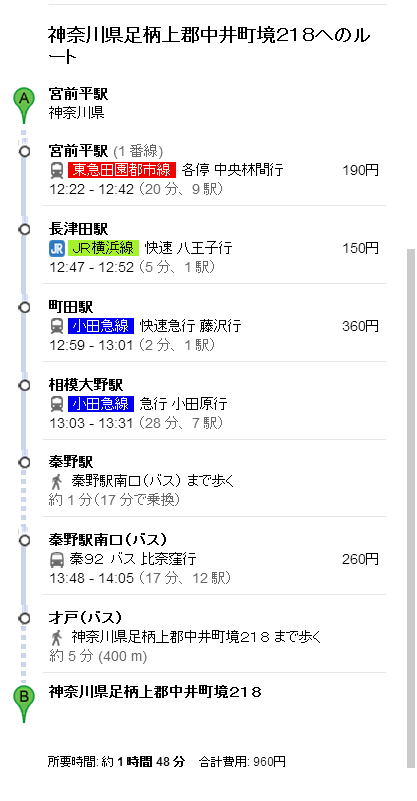 神奈川県足柄上郡中井町境218へのル
ート
A
宮前平駅
神奈川県
宮前平駅 (1 番線)
東急田園都市線 各停 中央林間行 190円
12:22 - 12:42 (20 分、9 駅)
長津田駅
JR JR横浜線 快速 八王子行 150円
12:47 - 12:52 (5 分、1 駅)
町田駅
小田急線 快速急行 藤沢行 360円
12:59 - 13:01 (2 分、1 駅)
相模大野駅
小田急線 急行 小田原行
13:03 - 13:31 (28 分、7 駅)
秦野駅
秦野駅南口(バス) まで歩く
約 1 分(17 分で乗換)
秦野駅南口(バス)
秦92 バス 比奈窪行 260円
13:48 - 14:05 (17 分、12 駅)
才戸(バス)
神奈川県足柄上郡中井町境218 まで歩く
約 5 分 (400 m)
B
神奈川県足柄上郡中井町境218
所要時間: 約 1 時間 48 分 合計費用: 960円